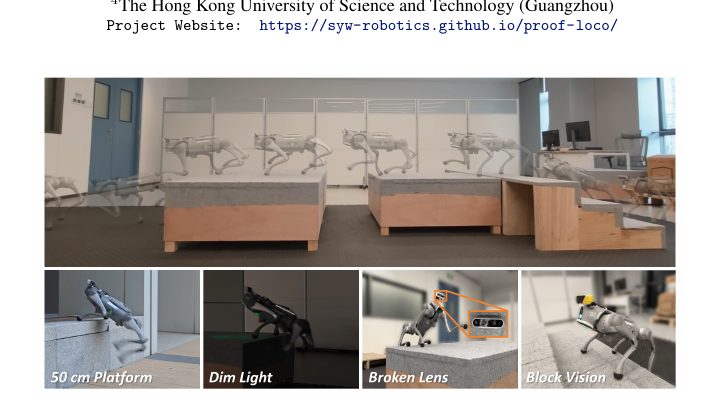 ⁴The Hong Kong University of Science and Technology (Guangzhou)
Project Website: https://syw-robotics.github.io/proof-loco/
50 cm Platform
Dim Light
Broken Lens
Block Vision